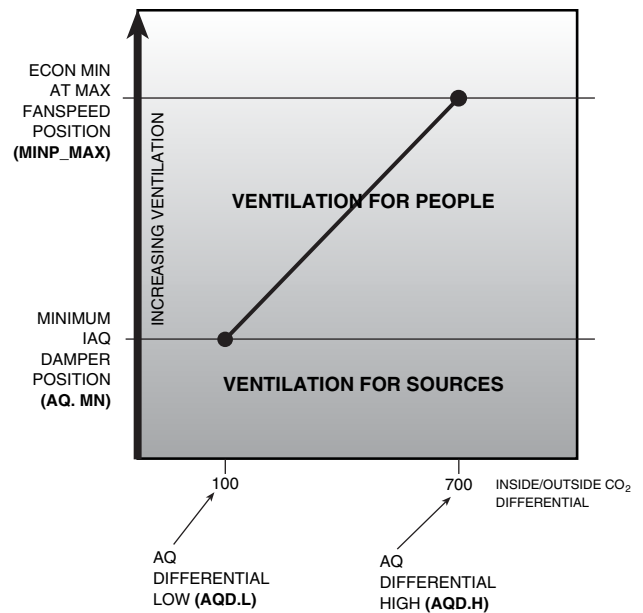 ECON MIN
AT MAX
FANSPEED
POSITION
(MINP_MAX)
INCREASING VENTILATION
VENTILATION FOR PEOPLE
MINIMUM
IAQ
DAMPER
POSITION
(AQ. MN)
VENTILATION FOR SOURCES
100
700
INSIDE/OUTSIDE CO₂
DIFFERENTIAL
AQ
DIFFERENTIAL
LOW (AQD.L)
AQ
DIFFERENTIAL
HIGH (AQD.H)